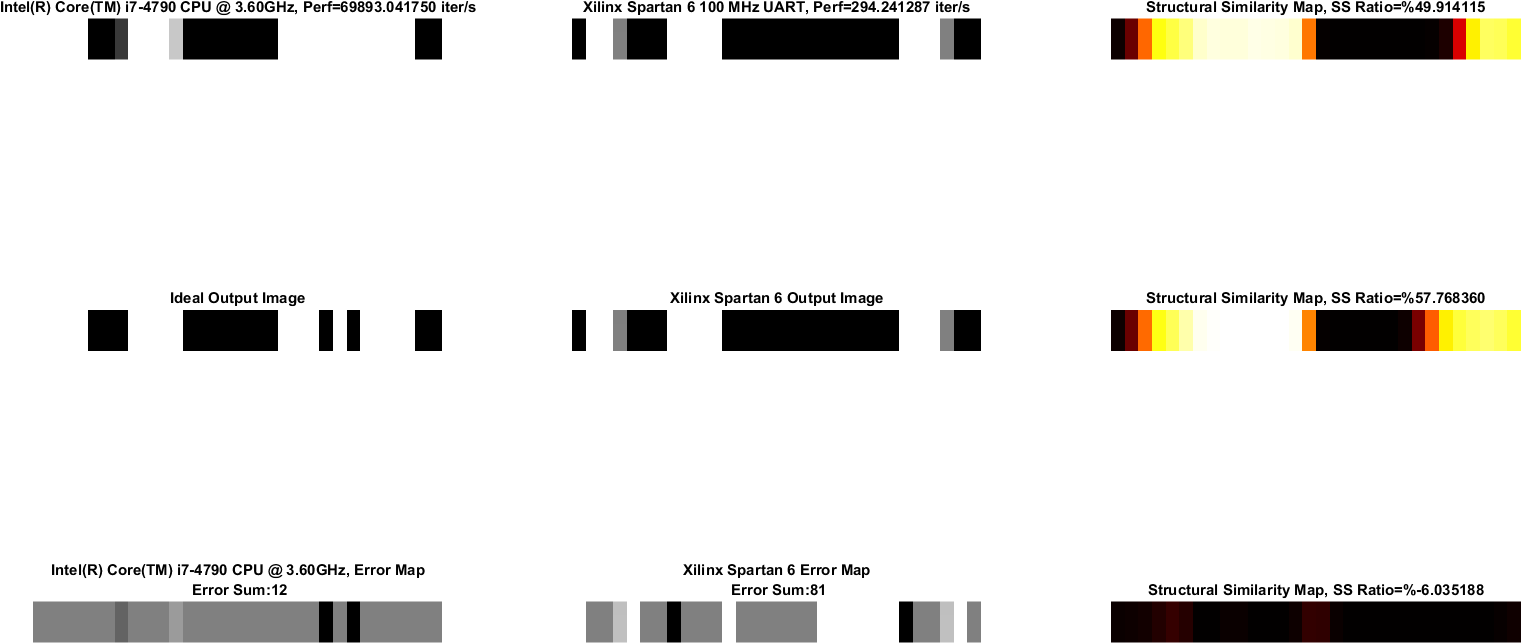 Intel(R) Core(TM) i7-4790 CPU @ 3.60GHz, Perf=69893.041750 iter/s
Xilinx Spartan 6 100 MHz UART, Perf=294.241287 iter/s
Structural Similarity Map, SS Ratio=%49.914115
Ideal Output Image
Xilinx Spartan 6 Output Image
Structural Similarity Map, SS Ratio=%57.768360
Intel(R) Core(TM) i7-4790 CPU @ 3.60GHz, Error Map
Error Sum:12
Xilinx Spartan 6 Error Map
Error Sum:81
Structural Similarity Map, SS Ratio=%-6.035188